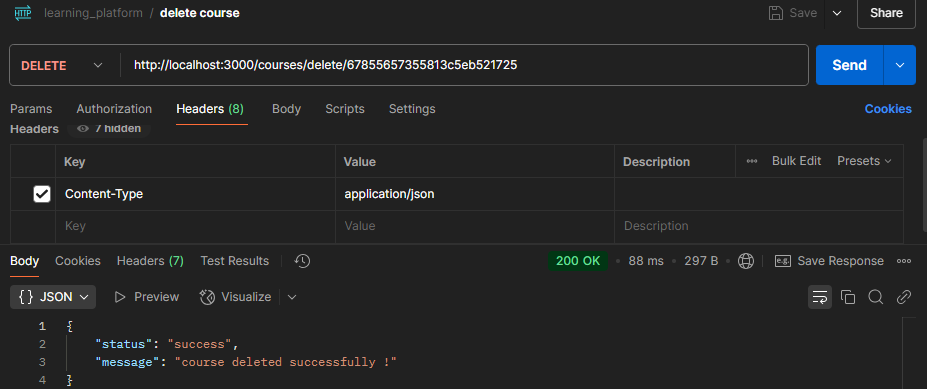 HTTP learning_platform / delete course Save Share
DELETE http://localhost:3000/courses/delete/67855657355813c5eb521725 Send
Params Authorization Headers (8) Body Scripts Settings Cookies
Headers 7 hidden
Key Value Description Bulk Edit Presets
Content-Type application/json
Key Value Description
Body Cookies Headers (7) Test Results 200 OK • 88 ms • 297 B e.g. Save Response
{ } JSON Preview Visualize
1 {
2 "status": "success",
3 "message": "course deleted successfully !"
4 }